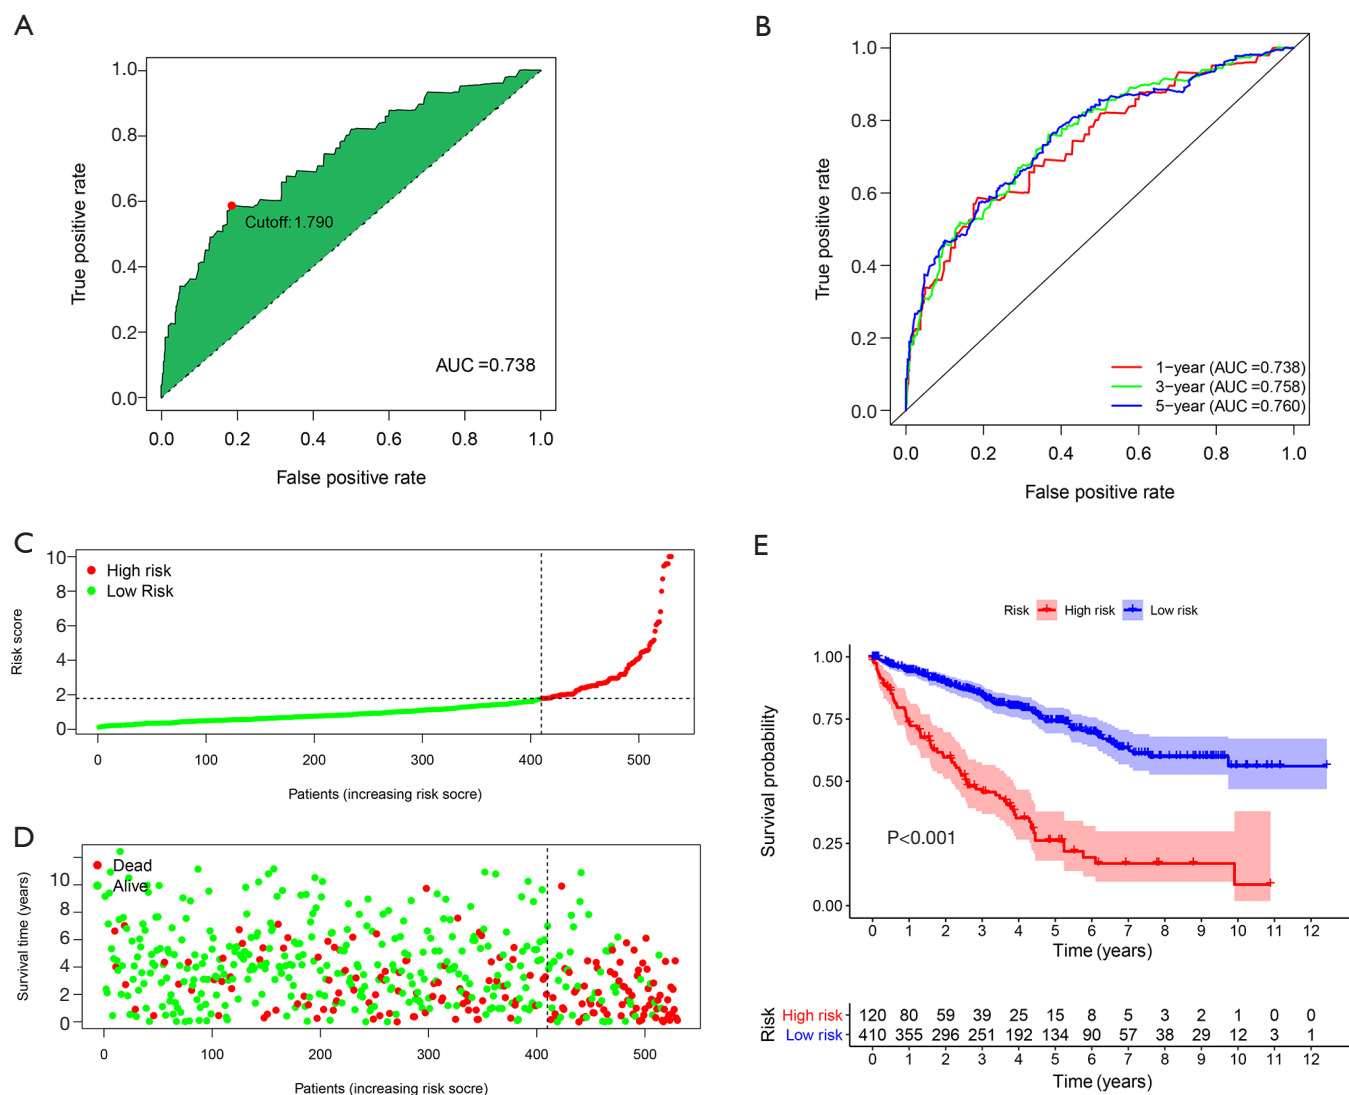 A
1.0
0.8
0.6
0.4
0.2
0.0
True positive rate
Cutoff: 1.790
AUC =0.738
0.0 0.2 0.4 0.6 0.8 1.0
False positive rate
B
1.0
0.8
0.6
0.4
0.2
0.0
True positive rate
1−year (AUC =0.738)
3−year (AUC =0.758)
5−year (AUC =0.760)
0.0 0.2 0.4 0.6 0.8 1.0
False positive rate
C
10
8
6
4
2
0
Risk score
High risk
Low Risk
0 100 200 300 400 500
Patients (increasing risk socre)
D
10
8
6
4
2
0
Survival time (years)
Dead
Alive
0 100 200 300 400 500
Patients (increasing risk socre)
E
Risk High risk Low risk
1.00
0.75
0.50
0.25
0.00
Survival probability
P<0.001
0 1 2 3 4 5 6 7 8 9 10 11 12
Time (years)
Risk
High risk 120 80 59 39 25 15 8 5 3 2 1 0 0
Low risk 410 355 296 251 192 134 90 57 38 29 12 3 1
0 1 2 3 4 5 6 7 8 9 10 11 12
Time (years)